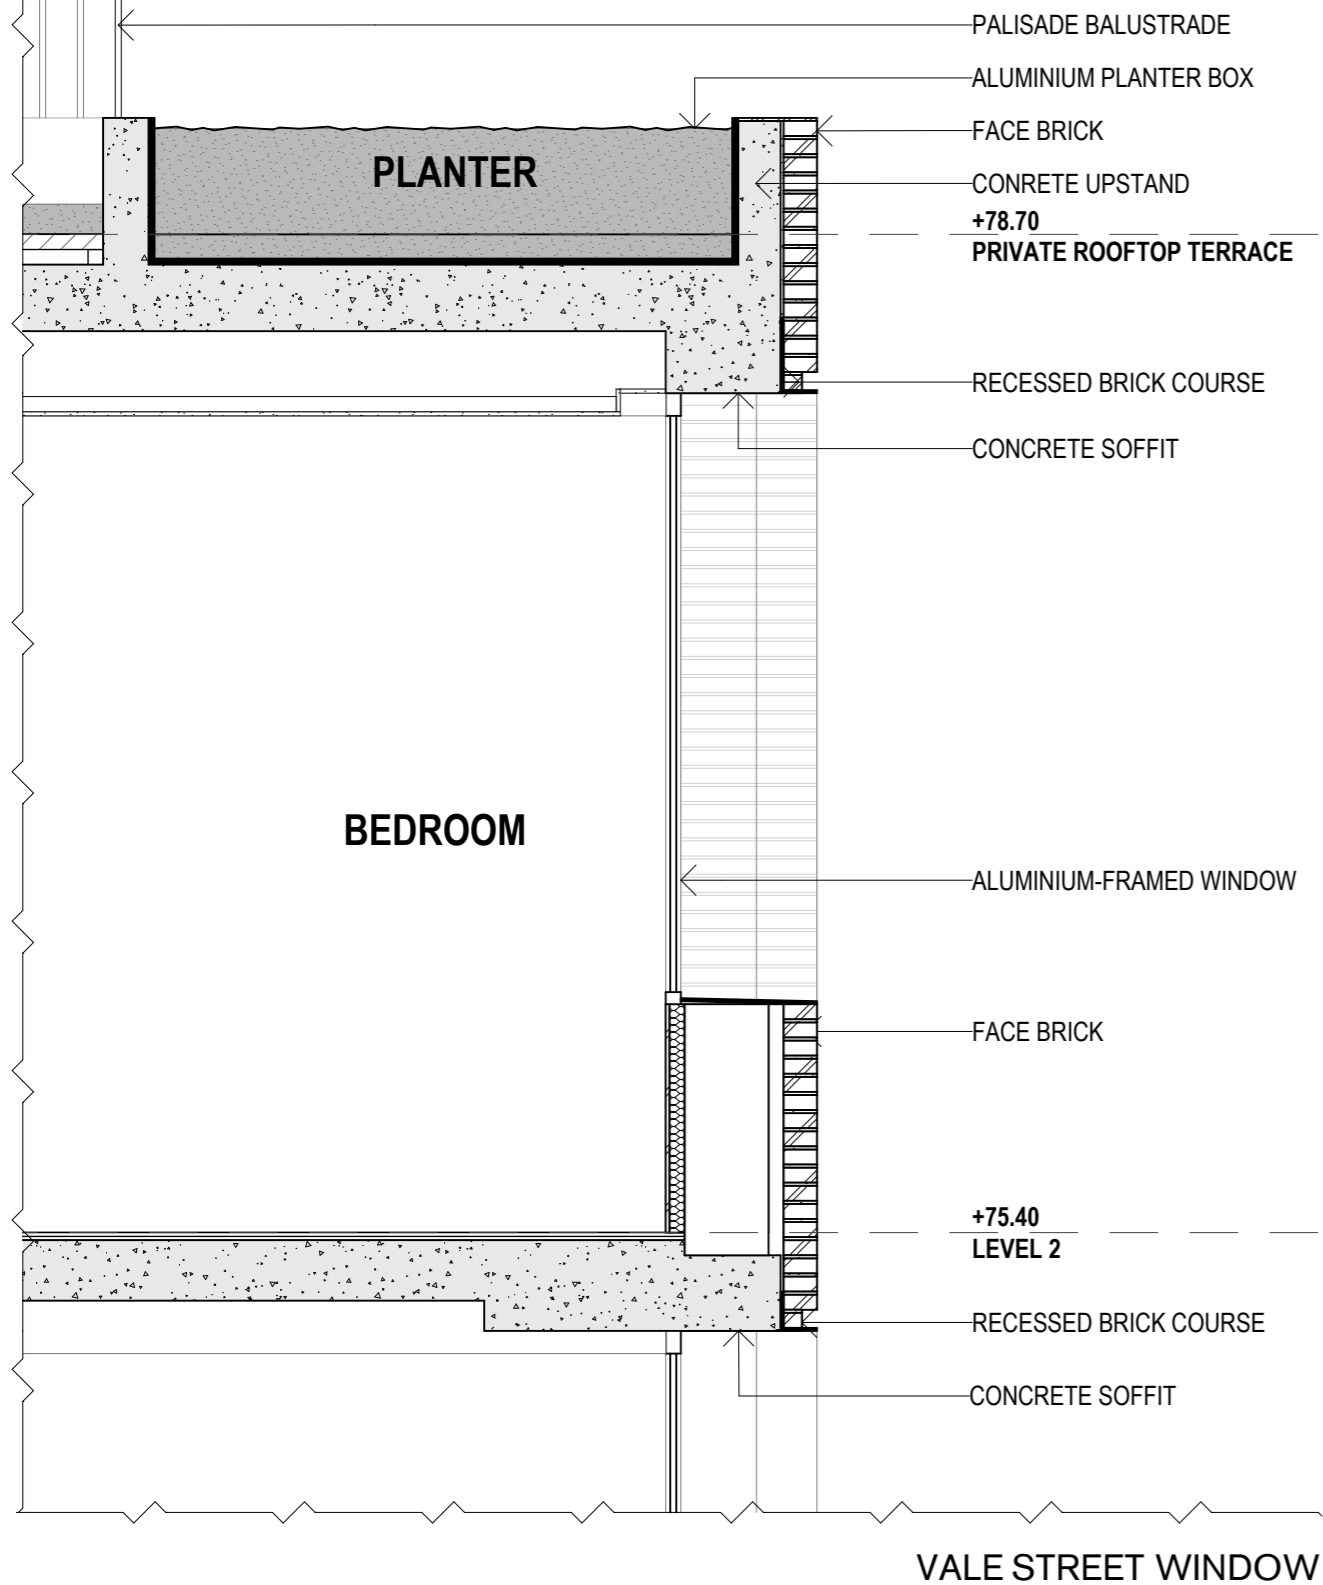 PALISADE BALUSTRADE
ALUMINIUM PLANTER BOX
FACE BRICK
PLANTER
CONRETE UPSTAND
+78.70
PRIVATE ROOFTOP TERRACE
RECESSED BRICK COURSE
CONCRETE SOFFIT
BEDROOM
ALUMINIUM-FRAMED WINDOW
FACE BRICK
+75.40
LEVEL 2
RECESSED BRICK COURSE
CONCRETE SOFFIT
VALE STREET WINDOW